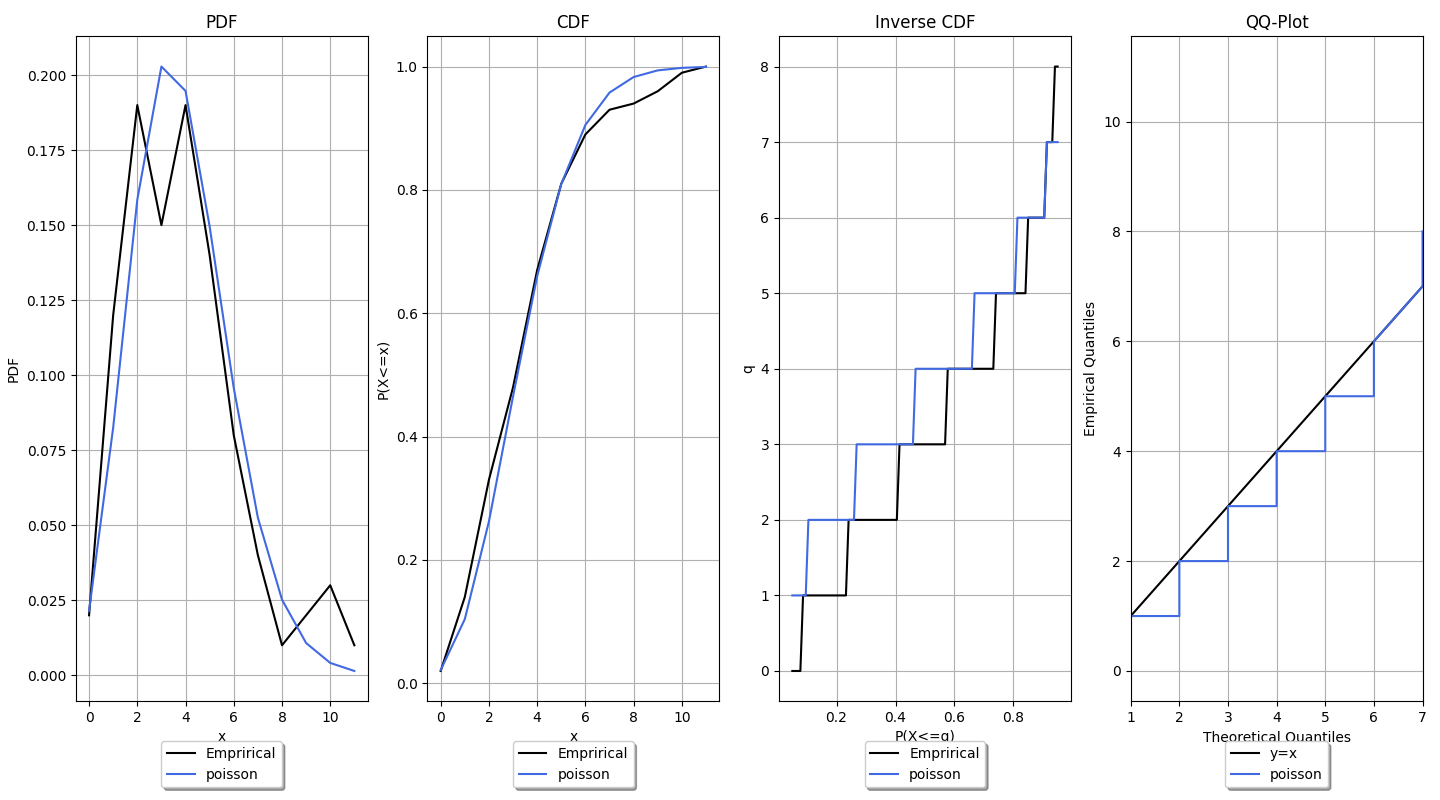 PDF
PDF
0.200
0.175
0.150
0.125
0.100
0.075
0.050
0.025
0.000
0 2 4 6 8 10
x
Emprirical
poisson
CDF
P(X<=x)
1.0
0.8
0.6
0.4
0.2
0.0
0 2 4 6 8 10
x
Emprirical
poisson
Inverse CDF
q
8
7
6
5
4
3
2
1
0
0.2 0.4 0.6 0.8
P(X<=q)
Emprirical
poisson
QQ-Plot
Empirical Quantiles
10
8
6
4
2
0
1 2 3 4 5 6 7
Theoretical Quantiles
y=x
poisson